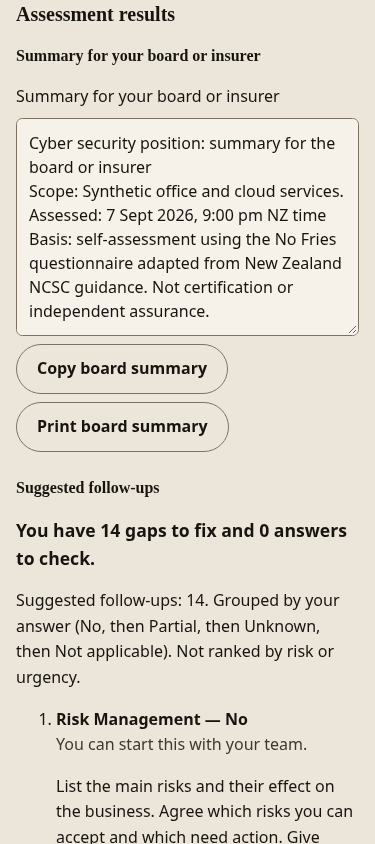 Assessment results
Summary for your board or insurer
Summary for your board or insurer
Cyber security position: summary for the
board or insurer
Scope: Synthetic office and cloud services.
Assessed: 7 Sept 2026, 9:00 pm NZ time
Basis: self-assessment using the No Fries
questionnaire adapted from New Zealand
NCSC guidance. Not certification or
independent assurance.
Copy board summary
Print board summary
Suggested follow-ups
You have 14 gaps to fix and 0 answers
to check.
Suggested follow-ups: 14. Grouped by your
answer (No, then Partial, then Unknown,
then Not applicable). Not ranked by risk or
urgency.
1. Risk Management — No
You can start this with your team.
List the main risks and their effect on
the business. Agree which risks you can
accept and which need action. Give